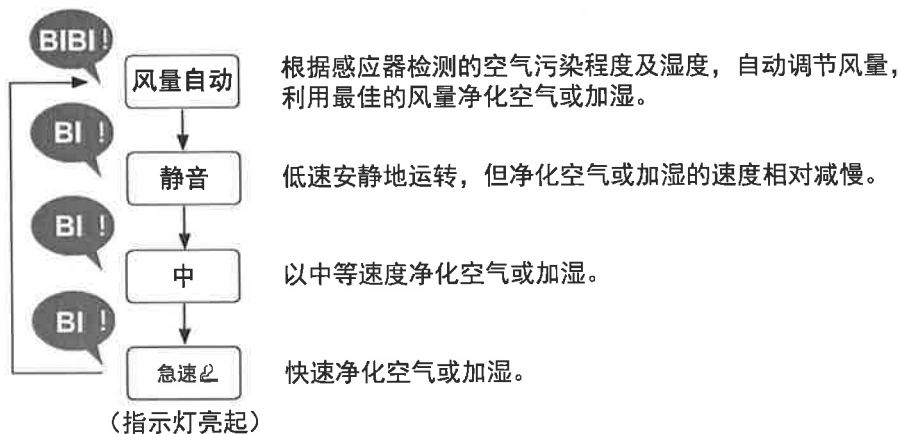 BIBI!
风量自动
根据感应器检测的空气污染程度及湿度，自动调节风量，
利用最佳的风量净化空气或加湿。
BI!
静音
低速安静地运转，但净化空气或加湿的速度相对减慢。
BI!
中
以中等速度净化空气或加湿。
BI!
急速
快速净化空气或加湿。
（指示灯亮起）